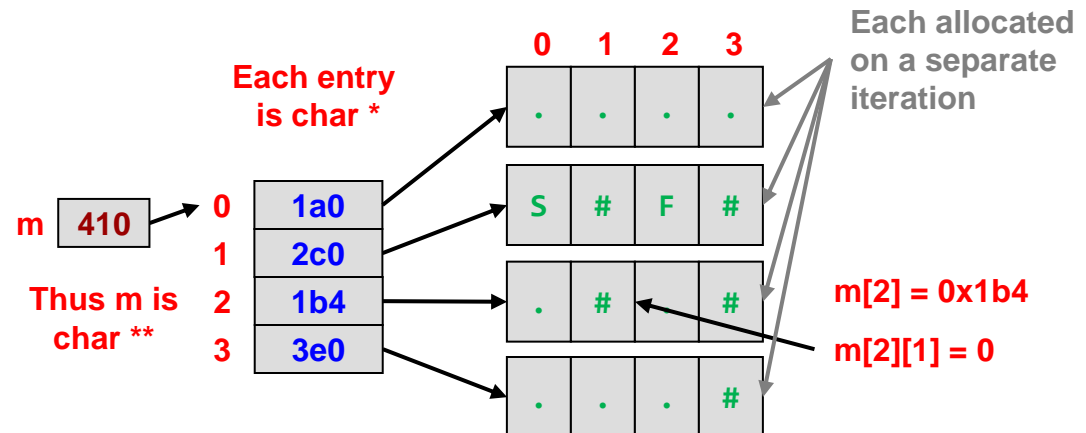 Each allocated
on a separate
iteration
0 1 2 3
Each entry
is char *
. . . .
m 410
0 1a0
S # F #
1 2c0
2 1b4
. # . #
m[2] = 0x1b4
Thus m is
char **
3 3e0
m[2][1] = 0
. . . #